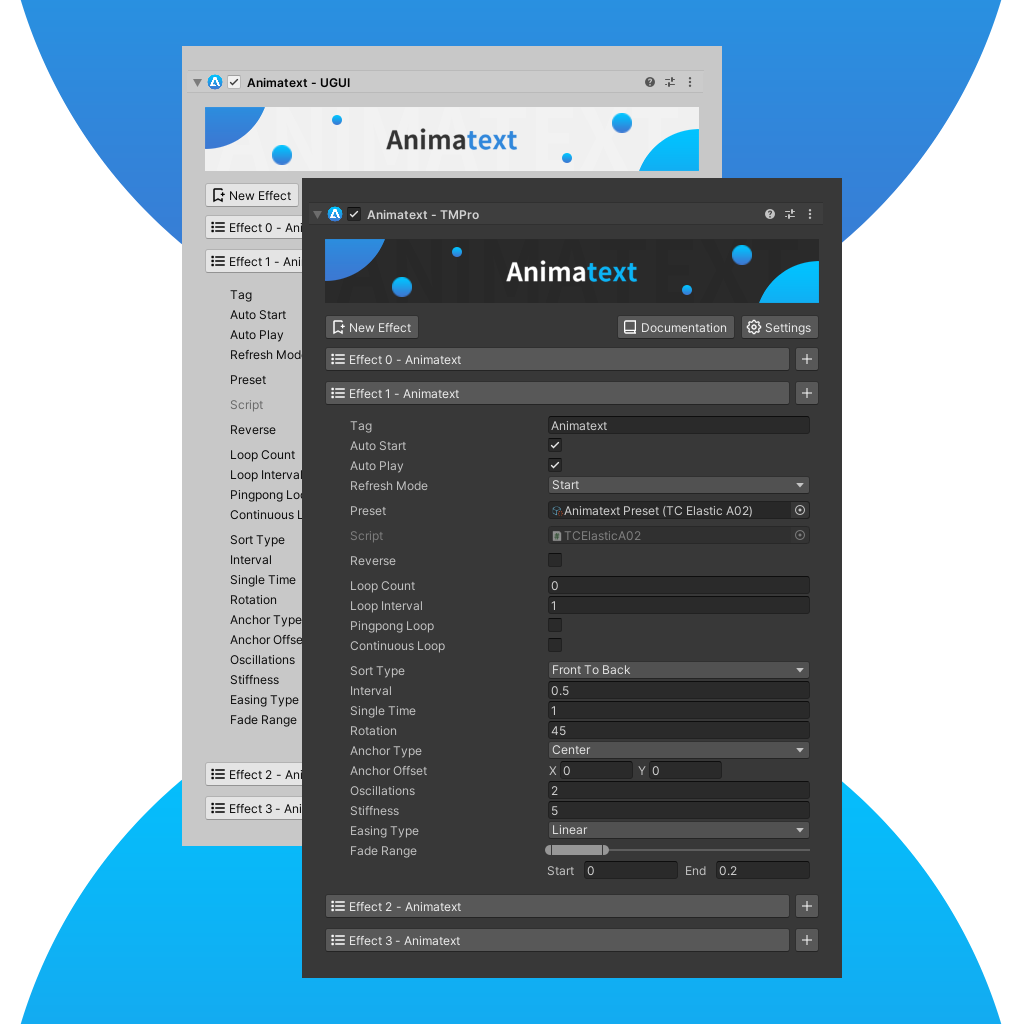 Animatext - UGUI
Animatext
New Effect
Effect 0 - Ani
Effect 1 - Ani
Tag
Auto Start
Auto Play
Refresh Mode
Preset
Script
Reverse
Loop Count
Loop Interval
Pingpong Loo
Continuous L
Sort Type
Interval
Single Time
Rotation
Anchor Type
Anchor Offse
Oscillations
Stiffness
Easing Type
Fade Range
Effect 2 - Ani
Effect 3 - Ani
Animatext - TMPro
Animatext
New Effect Documentation Settings
Effect 0 - Animatext
Effect 1 - Animatext
Tag Animatext
Auto Start
Auto Play
Refresh Mode Start
Preset Animatext Preset (TC Elastic A02)
Script TCElasticA02
Reverse
Loop Count 0
Loop Interval 1
Pingpong Loop
Continuous Loop
Sort Type Front To Back
Interval 0.5
Single Time 1
Rotation 45
Anchor Type Center
Anchor Offset X 0 Y 0
Oscillations 2
Stiffness 5
Easing Type Linear
Fade Range
Start 0 End 0.2
Effect 2 - Animatext
Effect 3 - Animatext